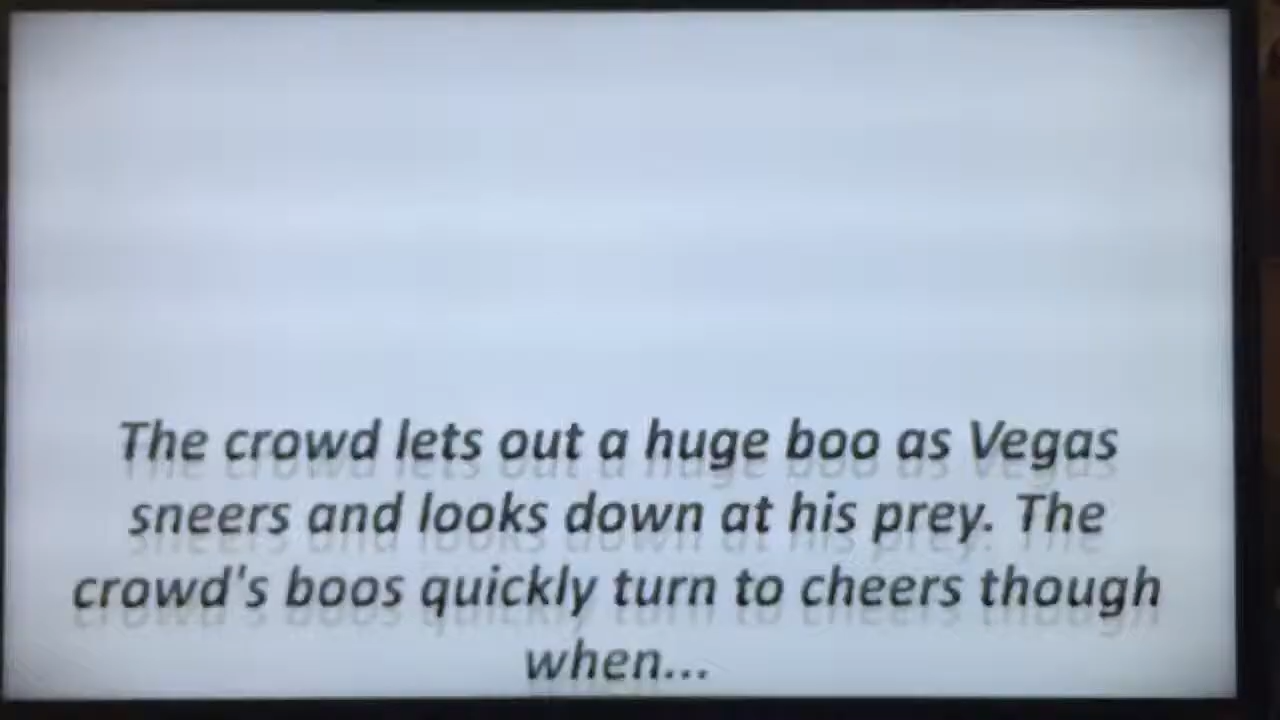 The crowd lets out a huge boo as Vegas
sneers and looks down at his prey. The
crowd's boos quickly turn to cheers though
when...